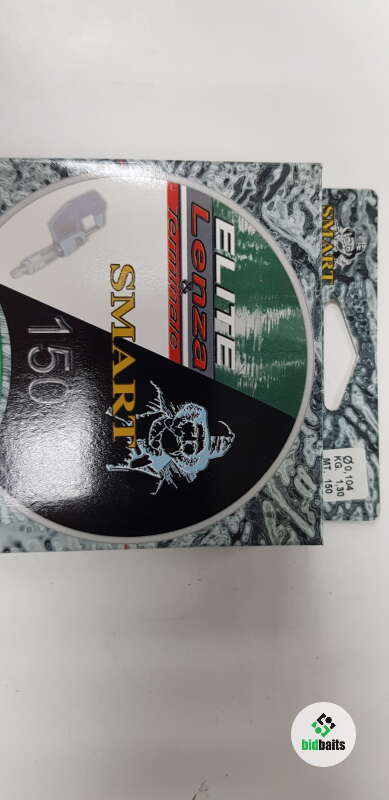 ELITE
Lenza
&
Terminale
SMART
150
SMART
Ø 0,104
KG. 1,30
MT. 150
bidbaits